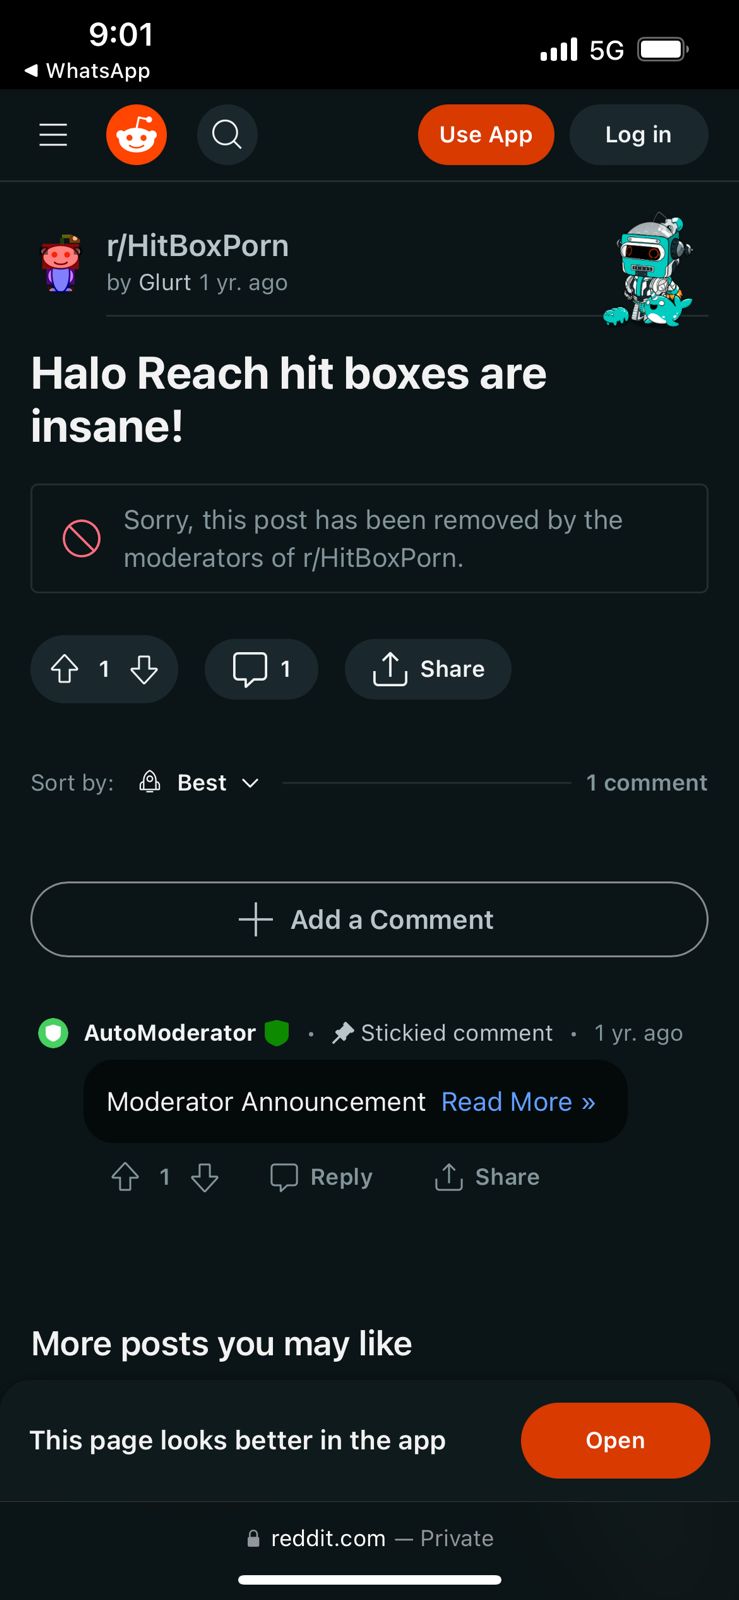 9:01
5G
◀ WhatsApp
Use App
Log in
r/HitBoxPorn
by Glurt 1 yr. ago
Halo Reach hit boxes are
insane!
Sorry, this post has been removed by the
moderators of r/HitBoxPorn.
1
1
Share
Sort by:
Best
1 comment
Add a Comment
AutoModerator · Stickied comment · 1 yr. ago
Moderator Announcement Read More »
1
Reply
Share
More posts you may like
This page looks better in the app
Open
reddit.com — Private